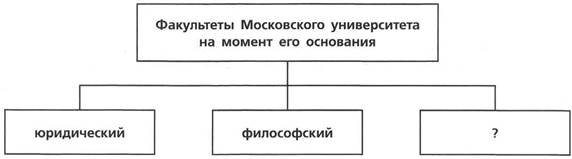 Факультеты Московского университета
на момент его основания
юридический
философский
?